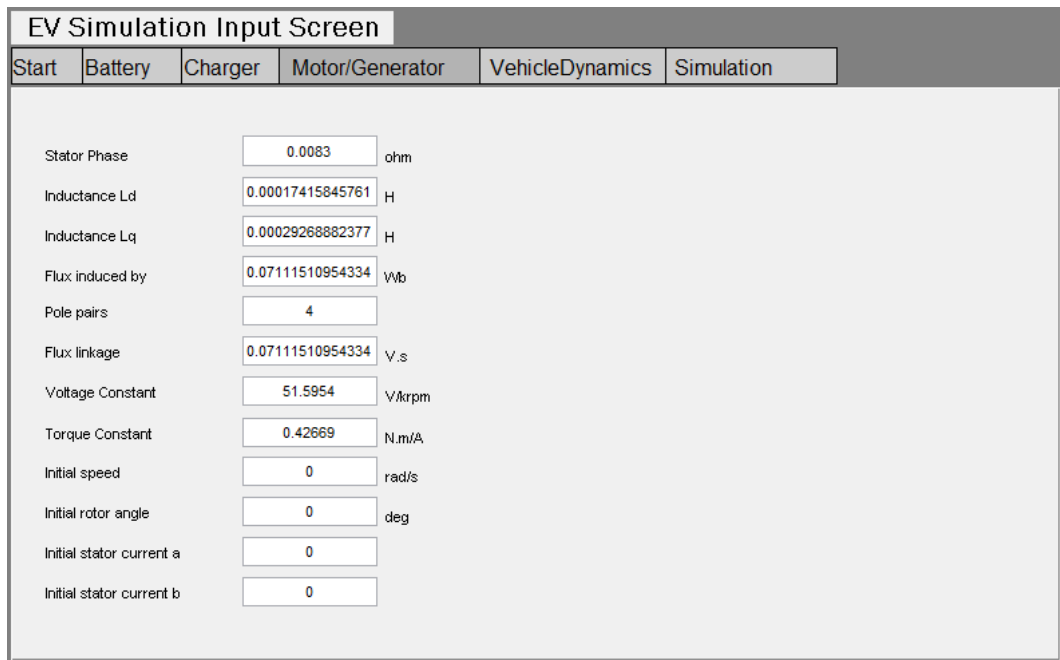 EV Simulation Input Screen
Start Battery Charger Motor/Generator VehicleDynamics Simulation
Stator Phase 0.0083 ohm
Inductance Ld 0.00017415845761 H
Inductance Lq 0.00029268882377 H
Flux induced by 0.07111510954334 Wb
Pole pairs 4
Flux linkage 0.07111510954334 V.s
Voltage Constant 51.5954 V/krpm
Torque Constant 0.42669 N.m/A
Initial speed 0 rad/s
Initial rotor angle 0 deg
Initial stator current a 0
Initial stator current b 0